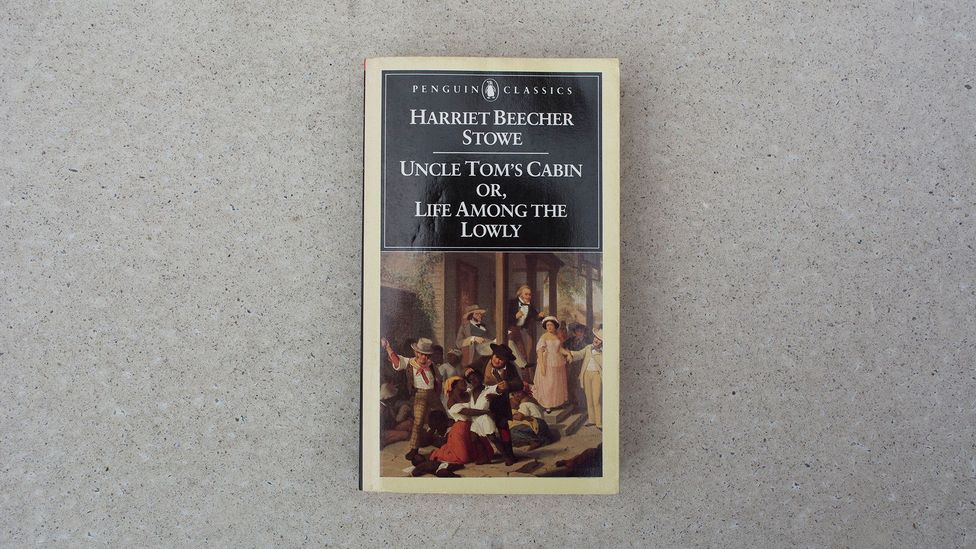 PENGUIN CLASSICS
HARRIET BEECHER
STOWE
UNCLE TOM'S CABIN
OR,
LIFE AMONG THE
LOWLY